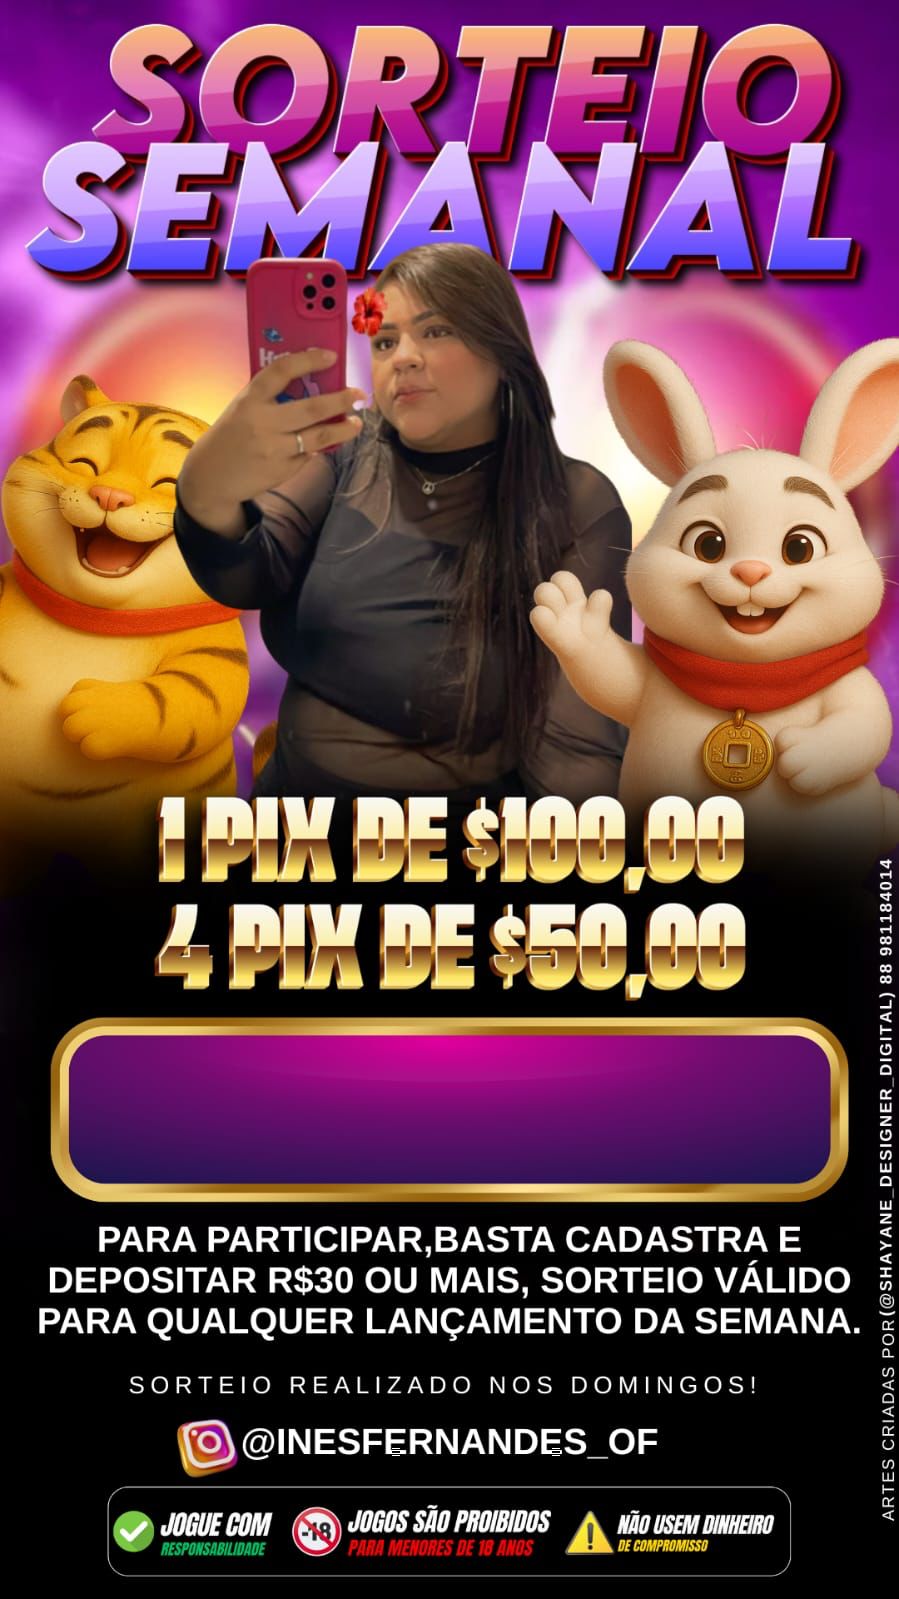 SORTEIO
SEMANAL
1 PIX DE $100,00
4 PIX DE $50,00
PARA PARTICIPAR,BASTA CADASTRA E
DEPOSITAR R$30 OU MAIS, SORTEIO VÁLIDO
PARA QUALQUER LANÇAMENTO DA SEMANA.
SORTEIO REALIZADO NOS DOMINGOS!
@INESFERNANDES_OF
JOGUE COM
RESPONSABILIDADE
-18
JOGOS SÃO PROIBIDOS
PARA MENORES DE 18 ANOS
NÃO USEM DINHEIRO
DE COMPROMISSO
ARTES CRIADAS POR(@SHAYANE_DESIGNER_DIGITAL) 88 981184014